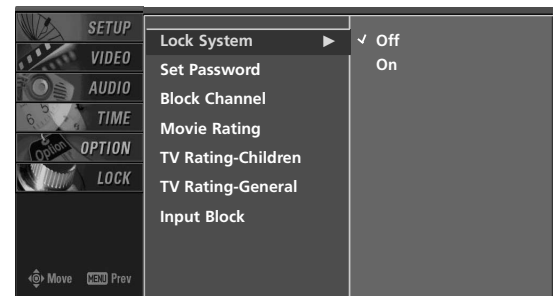 SETUP
VIDEO
AUDIO
TIME
OPTION
LOCK
Lock System ▶
Set Password
Block Channel
Movie Rating
TV Rating-Children
TV Rating-General
Input Block
✓ Off
On
Option
Move MENU Prev